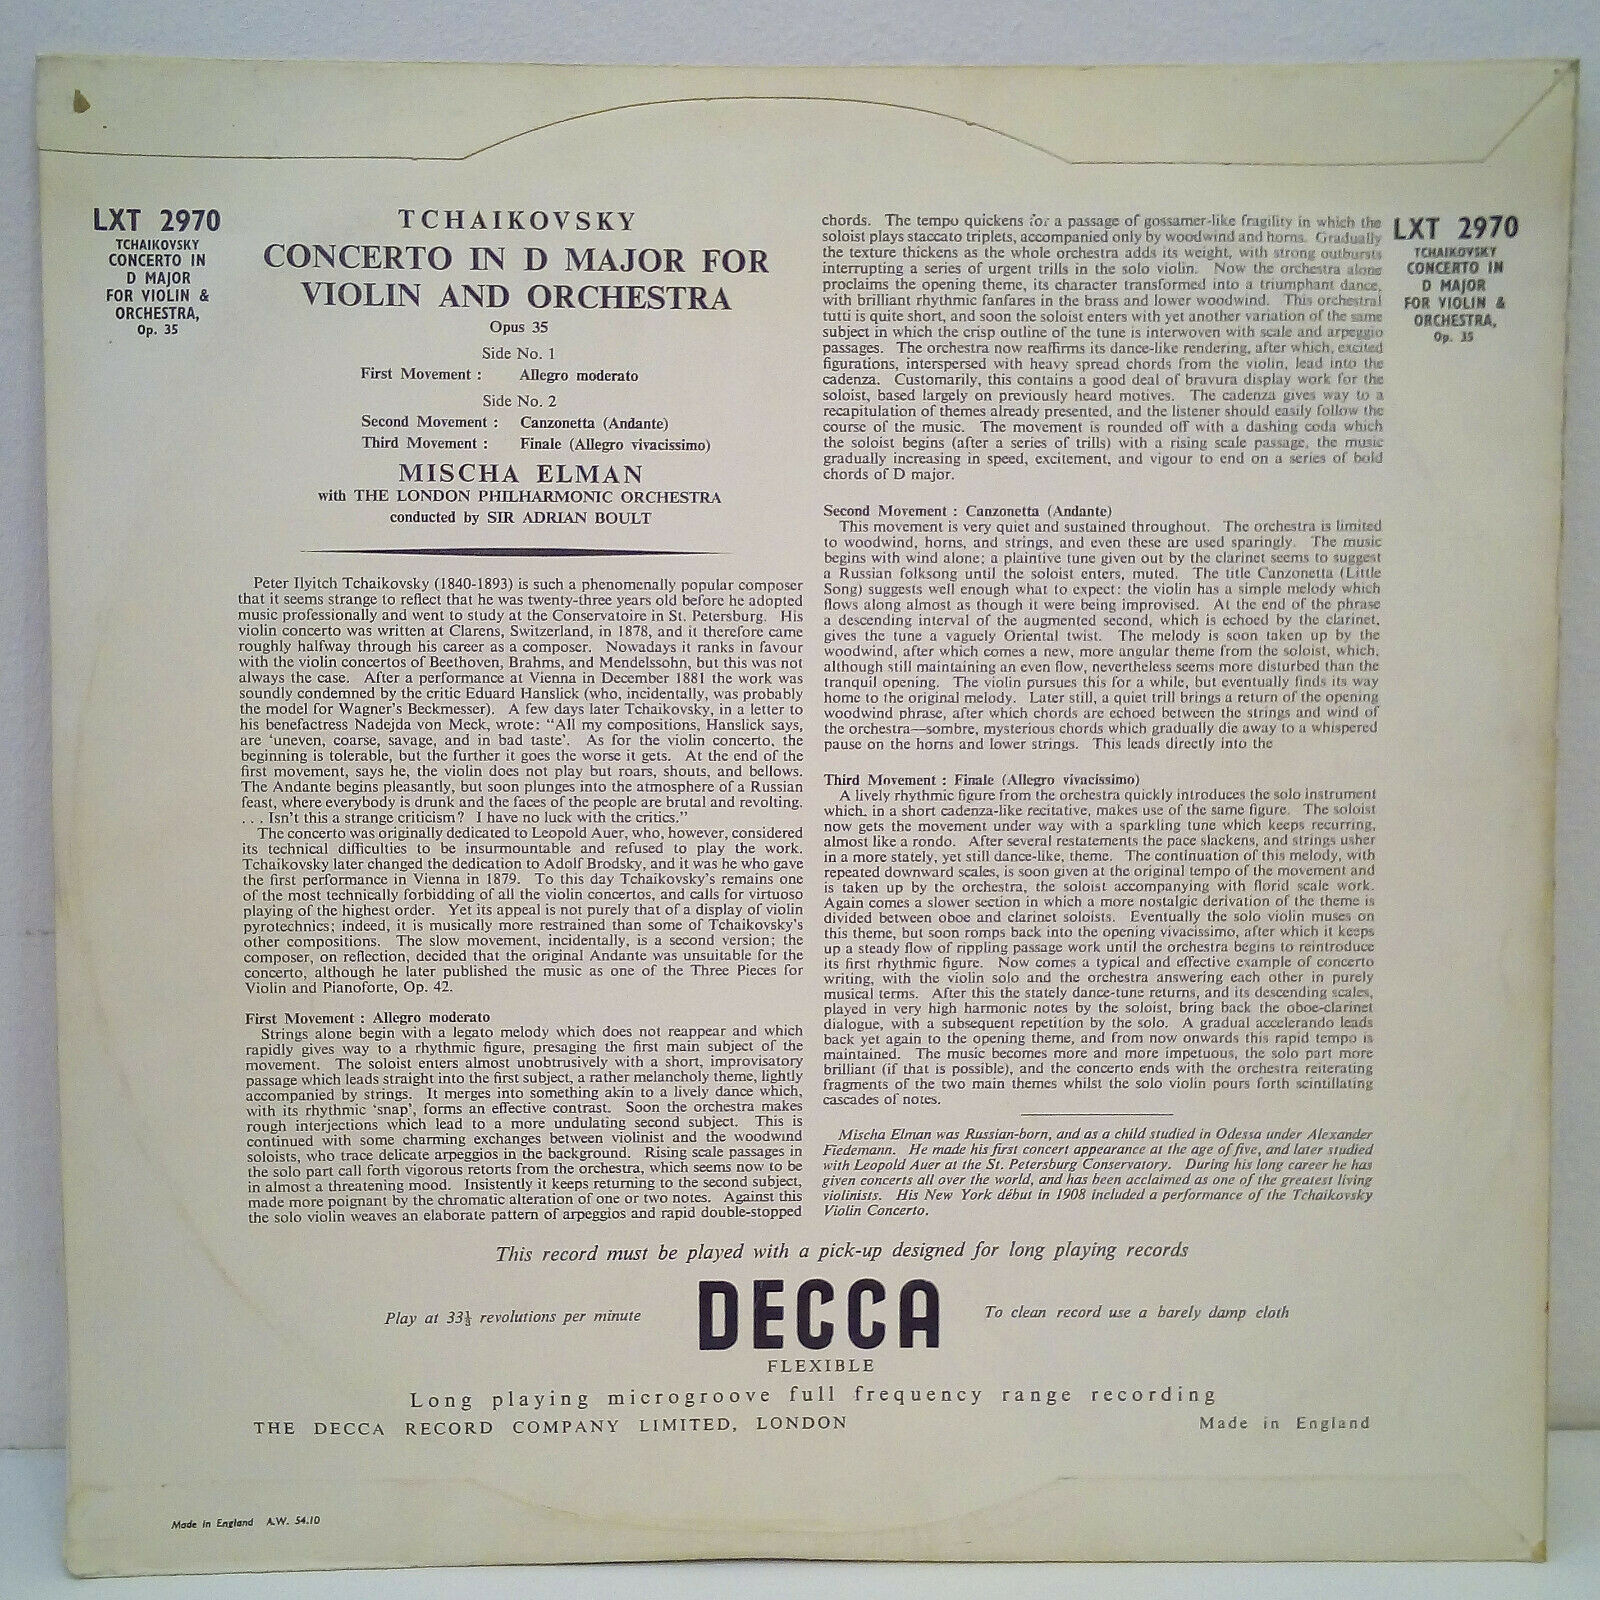 LXT 2970
TCHAIKOVSKY
CONCERTO IN
D MAJOR
FOR VIOLIN &
ORCHESTRA,
Op. 35
TCHAIKOVSKY
CONCERTO IN D MAJOR FOR
VIOLIN AND ORCHESTRA
Opus 35
Side No. 1
First Movement : Allegro moderato
Side No. 2
Second Movement : Canzonetta (Andante)
Third Movement : Finale (Allegro vivacissimo)
MISCHA ELMAN
with THE LONDON PHILHARMONIC ORCHESTRA
conducted by SIR ADRIAN BOULT
Peter Ilyitch Tchaikovsky (1840-1893) is such a phenomenally popular composer
that it seems strange to reflect that he was twenty-three years old before he adopted
music professionally and went to study at the Conservatoire in St. Petersburg. His
violin concerto was written at Clarens, Switzerland, in 1878, and it therefore came
roughly halfway through his career as a composer. Nowadays it ranks in favour
with the violin concertos of Beethoven, Brahms, and Mendelssohn, but this was not
always the case. After a performance at Vienna in December 1881 the work was
soundly condemned by the critic Eduard Hanslick (who, incidentally, was probably
the model for Wagner's Beckmesser). A few days later Tchaikovsky, in a letter to
his benefactress Nadejda von Meck, wrote: "All my compositions, Hanslick says,
are 'uneven, coarse, savage, and in bad taste'. As for the violin concerto, the
beginning is tolerable, but the further it goes the worse it gets. At the end of the
first movement, says he, the violin does not play but roars, shouts, and bellows.
The Andante begins pleasantly, but soon plunges into the atmosphere of a Russian
feast, where everybody is drunk and the faces of the people are brutal and revolting.
. . . Isn't this a strange criticism? I have no luck with the critics."
The concerto was originally dedicated to Leopold Auer, who, however, considered
its technical difficulties to be insurmountable and refused to play the work.
Tchaikovsky later changed the dedication to Adolf Brodsky, and it was he who gave
the first performance in Vienna in 1879. To this day Tchaikovsky's remains one
of the most technically forbidding of all the violin concertos, and calls for virtuoso
playing of the highest order. Yet its appeal is not purely that of a display of violin
pyrotechnics; indeed, it is musically more restrained than some of Tchaikovsky's
other compositions. The slow movement, incidentally, is a second version; the
composer, on reflection, decided that the original Andante was unsuitable for the
concerto, although he later published the music as one of the Three Pieces for
Violin and Pianoforte, Op. 42.
First Movement : Allegro moderato
Strings alone begin with a legato melody which does not reappear and which
rapidly gives way to a rhythmic figure, presaging the first main subject of the
movement. The soloist enters almost unobtrusively with a short, improvisatory
passage which leads straight into the first subject, a rather melancholy theme, lightly
accompanied by strings. It merges into something akin to a lively dance which,
with its rhythmic 'snap', forms an effective contrast. Soon the orchestra makes
rough interjections which lead to a more undulating second subject. This is
continued with some charming exchanges between violinist and the woodwind
soloists, who trace delicate arpeggios in the background. Rising scale passages in
the solo part call forth vigorous retorts from the orchestra, which seems now to be
in almost a threatening mood. Insistently it keeps returning to the second subject,
made more poignant by the chromatic alteration of one or two notes. Against this
the solo violin weaves an elaborate pattern of arpeggios and rapid double-stopped
chords. The tempo quickens for a passage of gossamer-like fragility in which the
soloist plays staccato triplets, accompanied only by woodwind and horns. Gradually
the texture thickens as the whole orchestra adds its weight, with strong outbursts
interrupting a series of urgent trills in the solo violin. Now the orchestra alone
proclaims the opening theme, its character transformed into a triumphant dance,
with brilliant rhythmic fanfares in the brass and lower woodwind. This orchestral
tutti is quite short, and soon the soloist enters with yet another variation of the same
subject in which the crisp outline of the tune is interwoven with scale and arpeggio
passages. The orchestra now reaffirms its dance-like rendering, after which, excited
figurations, interspersed with heavy spread chords from the violin, lead into the
cadenza. Customarily, this contains a good deal of bravura display work for the
soloist, based largely on previously heard motives. The cadenza gives way to a
recapitulation of themes already presented, and the listener should easily follow the
course of the music. The movement is rounded off with a dashing coda which
the soloist begins (after a series of trills) with a rising scale passage, the music
gradually increasing in speed, excitement, and vigour to end on a series of bold
chords of D major.
Second Movement : Canzonetta (Andante)
This movement is very quiet and sustained throughout. The orchestra is limited
to woodwind, horns, and strings, and even these are used sparingly. The music
begins with wind alone; a plaintive tune given out by the clarinet seems to suggest
a Russian folksong until the soloist enters, muted. The title Canzonetta (Little
Song) suggests well enough what to expect: the violin has a simple melody which
flows along almost as though it were being improvised. At the end of the phrase
a descending interval of the augmented second, which is echoed by the clarinet,
gives the tune a vaguely Oriental twist. The melody is soon taken up by the
woodwind, after which comes a new, more angular theme from the soloist, which,
although still maintaining an even flow, nevertheless seems more disturbed than the
tranquil opening. The violin pursues this for a while, but eventually finds its way
home to the original melody. Later still, a quiet trill brings a return of the opening
woodwind phrase, after which chords are echoed between the strings and wind of
the orchestra—sombre, mysterious chords which gradually die away to a whispered
pause on the horns and lower strings. This leads directly into the
Third Movement : Finale (Allegro vivacissimo)
A lively rhythmic figure from the orchestra quickly introduces the solo instrument
which, in a short cadenza-like recitative, makes use of the same figure. The soloist
now gets the movement under way with a sparkling tune which keeps recurring,
almost like a rondo. After several restatements the pace slackens, and strings usher
in a more stately, yet still dance-like, theme. The continuation of this melody, with
repeated downward scales, is soon given at the original tempo of the movement and
is taken up by the orchestra, the soloist accompanying with florid scale work.
Again comes a slower section in which a more nostalgic derivation of the theme is
divided between oboe and clarinet soloists. Eventually the solo violin muses on
this theme, but soon romps back into the opening vivacissimo, after which it keeps
up a steady flow of rippling passage work until the orchestra begins to reintroduce
its first rhythmic figure. Now comes a typical and effective example of concerto
writing, with the violin solo and the orchestra answering each other in purely
musical terms. After this the stately dance-tune returns, and its descending scales,
played in very high harmonic notes by the soloist, bring back the oboe-clarinet
dialogue, with a subsequent repetition by the solo. A gradual accelerando leads
back yet again to the opening theme, and from now onwards this rapid tempo is
maintained. The music becomes more and more impetuous, the solo part more
brilliant (if that is possible), and the concerto ends with the orchestra reiterating
fragments of the two main themes whilst the solo violin pours forth scintillating
cascades of notes.
Mischa Elman was Russian-born, and as a child studied in Odessa under Alexander
Fiedemann. He made his first concert appearance at the age of five, and later studied
with Leopold Auer at the St. Petersburg Conservatory. During his long career he has
given concerts all over the world, and has been acclaimed as one of the greatest living
violinists. His New York début in 1908 included a performance of the Tchaikovsky
Violin Concerto.
LXT 2970
TCHAIKOVSKY
CONCERTO IN
D MAJOR
FOR VIOLIN &
ORCHESTRA,
Op. 35
This record must be played with a pick-up designed for long playing records
Play at 33⅓ revolutions per minute
DECCA
To clean record use a barely damp cloth
FLEXIBLE
Long playing microgroove full frequency range recording
THE DECCA RECORD COMPANY LIMITED, LONDON
Made in England
Made in England A.W. 54.10